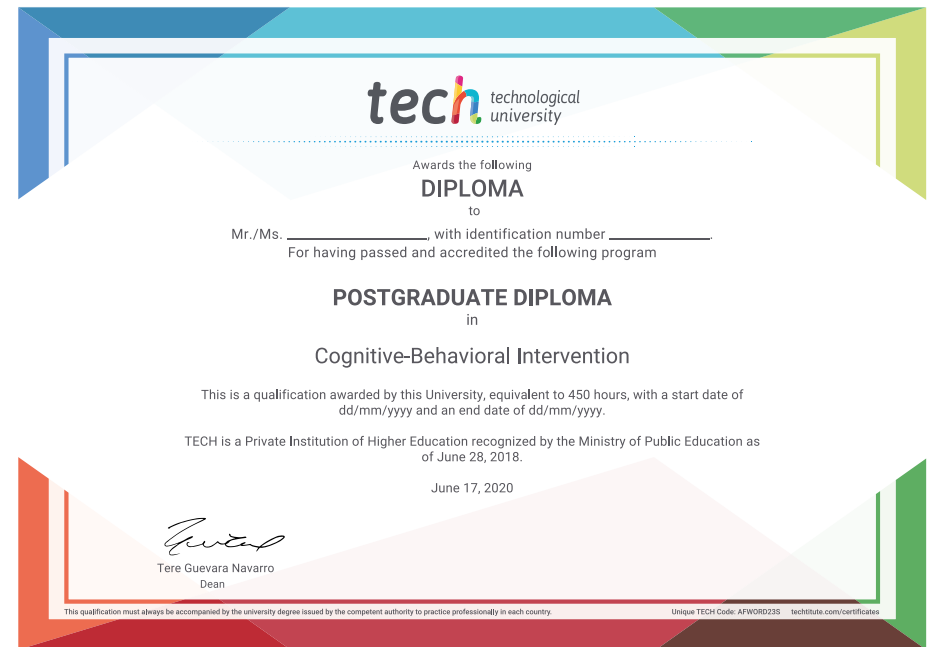 tech technological
university
Awards the following
DIPLOMA
to
Mr./Ms. ____________________, with identification number ______________.
For having passed and accredited the following program
POSTGRADUATE DIPLOMA
in
Cognitive-Behavioral Intervention
This is a qualification awarded by this University, equivalent to 450 hours, with a start date of
dd/mm/yyyy and an end date of dd/mm/yyyy.
TECH is a Private Institution of Higher Education recognized by the Ministry of Public Education as
of June 28, 2018.
June 17, 2020
Tere Guevara Navarro
Dean
This qualification must always be accompanied by the university degree issued by the competent authority to practice professionally in each country.
Unique TECH Code: AFWORD23S techtitute.com/certificates